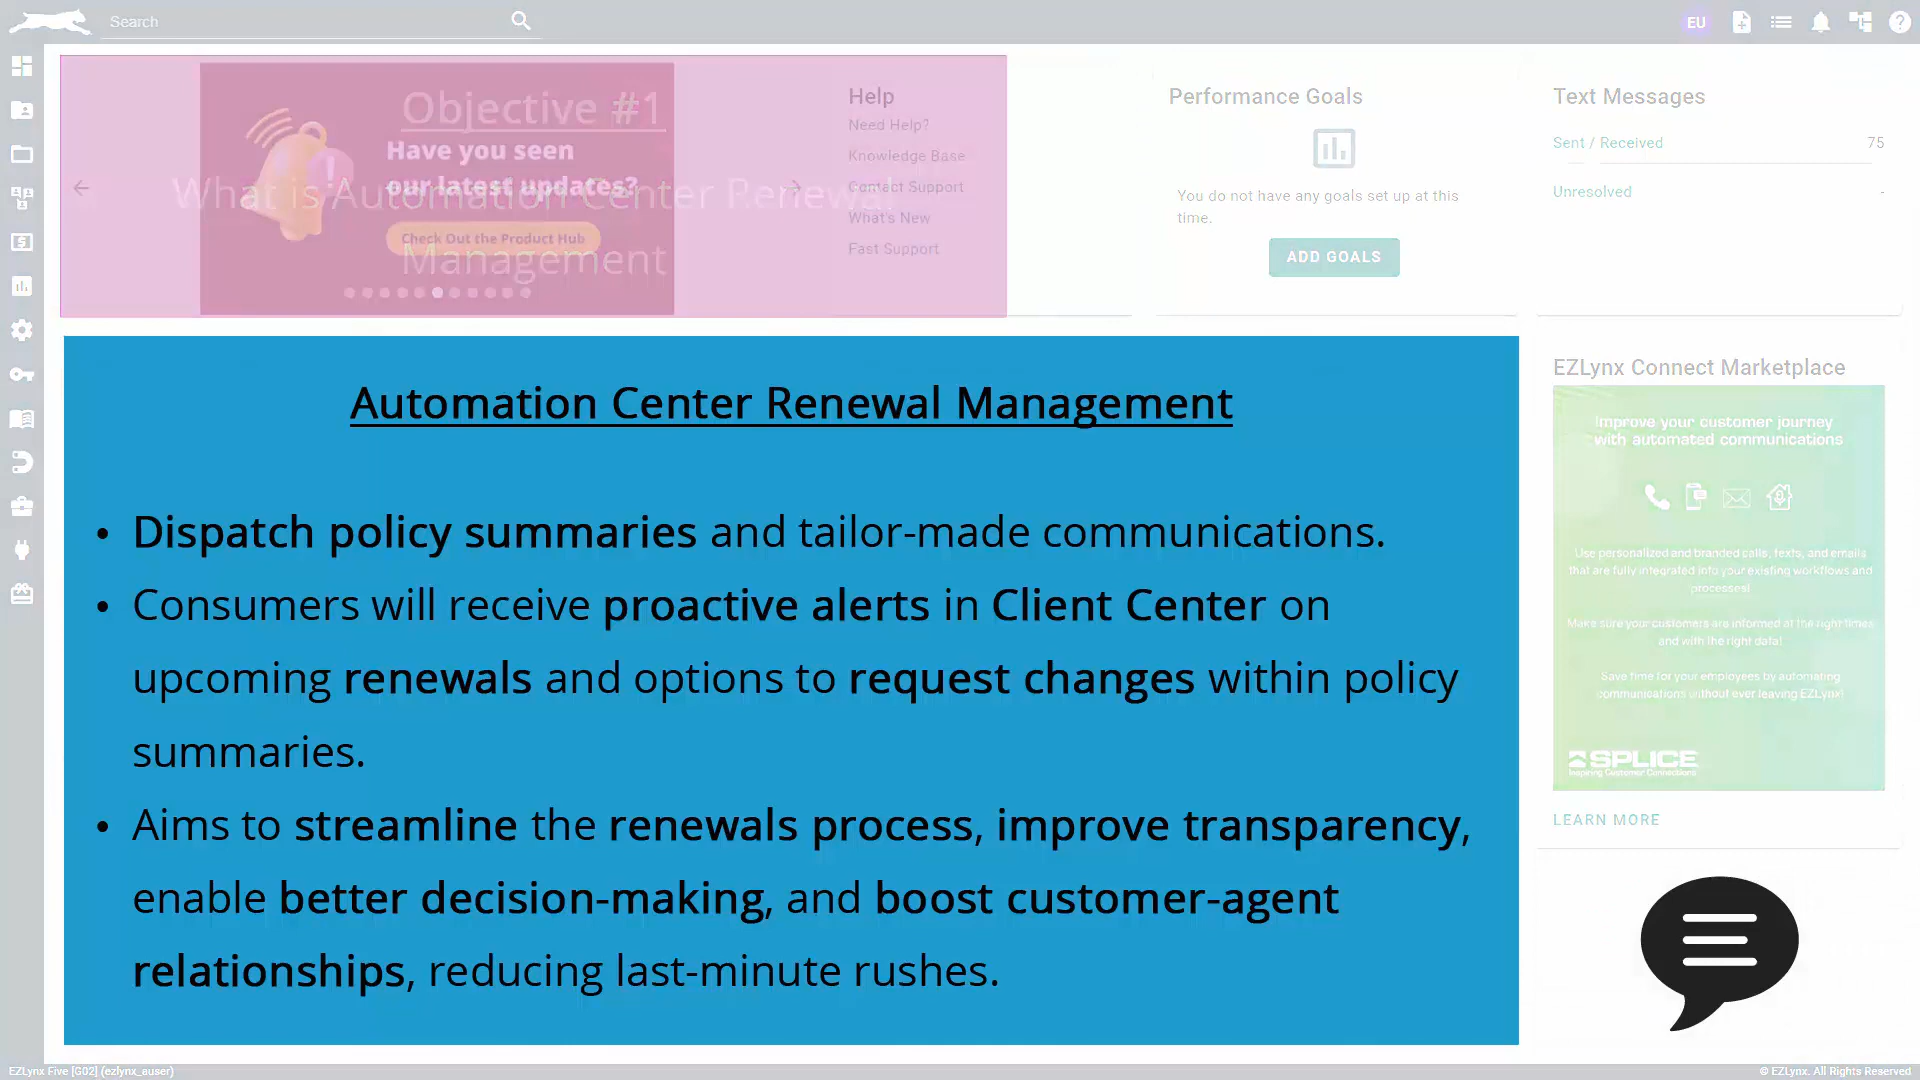 Search
EU
Objective #1
Have you seen
our latest updates?
What is Automation Center Renewal
Check Out the Product Hub
Management
Help
Need Help?
Knowledge Base
Contact Support
What's New
Fast Support
Performance Goals
You do not have any goals set up at this
time.
ADD GOALS
Text Messages
Sent / Received 75
Unresolved -
Automation Center Renewal Management
• Dispatch policy summaries and tailor-made communications.
• Consumers will receive proactive alerts in Client Center on
upcoming renewals and options to request changes within policy
summaries.
• Aims to streamline the renewals process, improve transparency,
enable better decision-making, and boost customer-agent
relationships, reducing last-minute rushes.
EZLynx Connect Marketplace
Improve your customer journey
with automated communications
Use personalized and branded calls, texts, and emails
that are fully integrated into your existing workflows and
processes!
Make sure your customers are informed at the right times
and with the right data!
Save time for your employees by automating
communications without ever leaving EZLynx!
SPLICE
Inspiring Customer Connections
LEARN MORE
EZLynx Five [G02] (ezlynx_auser)
© EZLynx. All Rights Reserved